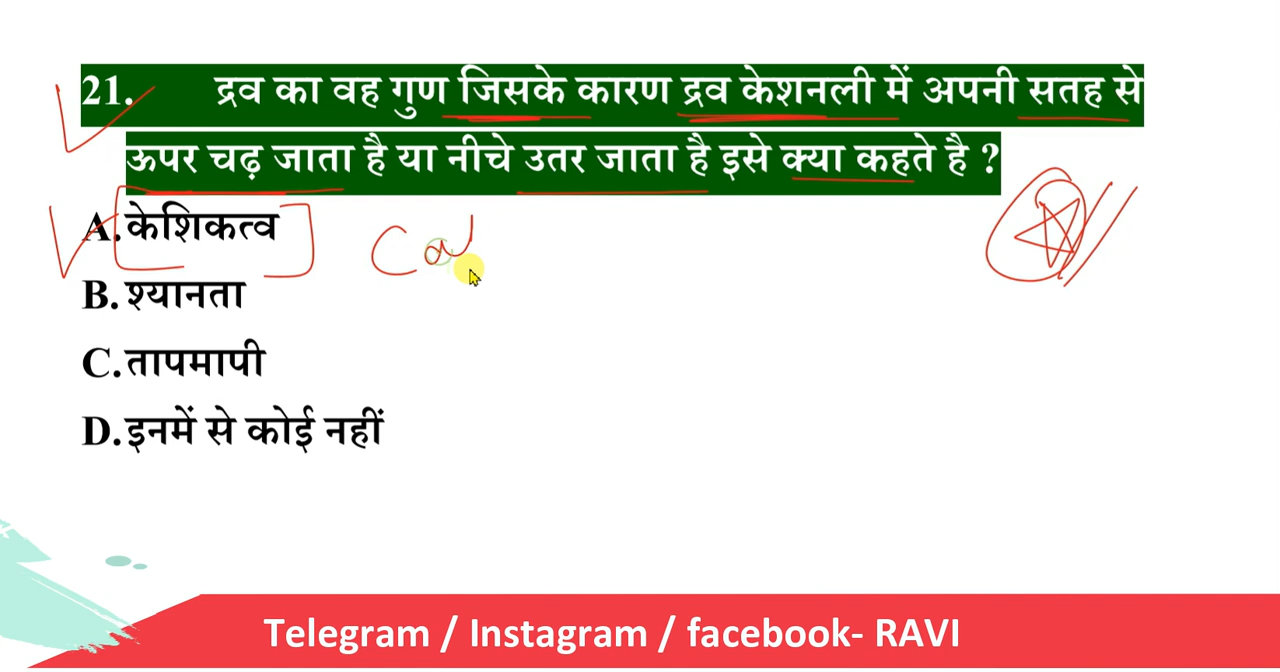 21. द्रव का वह गुण जिसके कारण द्रव केशनली में अपनी सतह से
ऊपर चढ़ जाता है या नीचे उतर जाता है इसे क्या कहते है ?
A. केशिकत्व
B. श्यानता
C. तापमापी
D. इनमें से कोई नहीं
Telegram / Instagram / facebook- RAVI